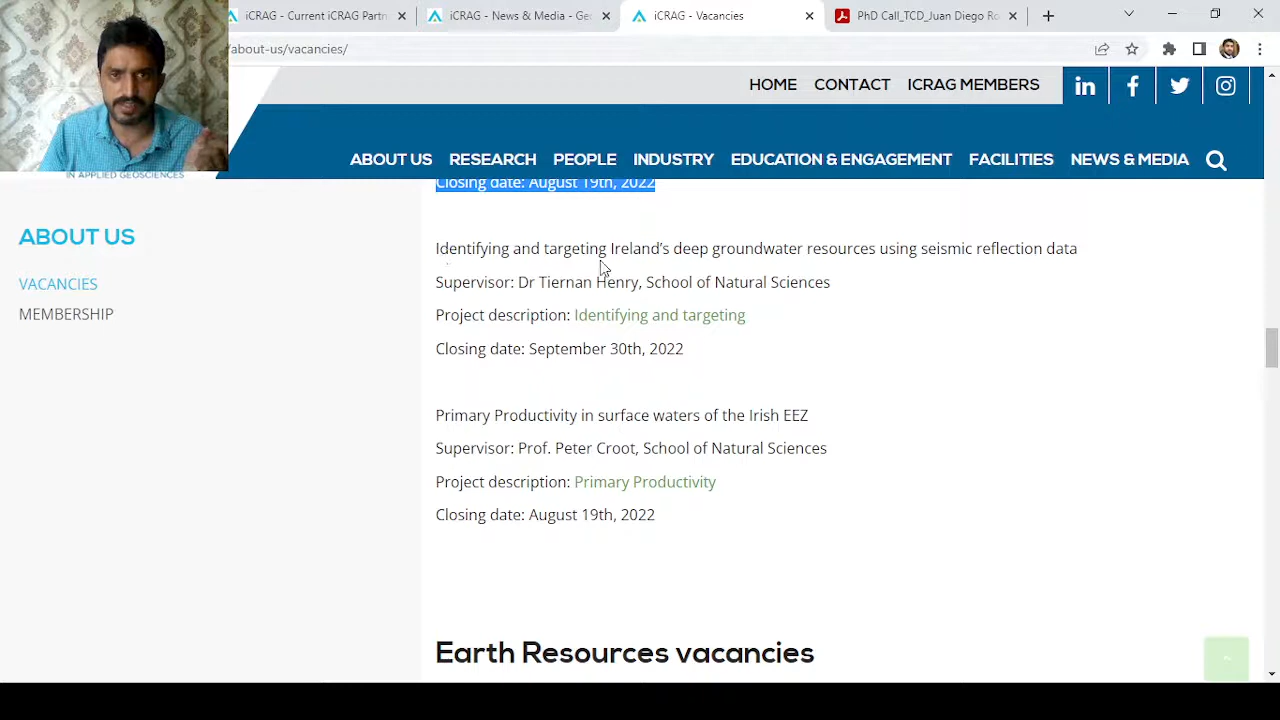 iCRAG - Current iCRAG Partn
iCRAG - News & Media - Ge
iCRAG - Vacancies
PhD Call_TCD_Juan Diego Ro
/about-us/vacancies/
HOME CONTACT ICRAG MEMBERS
ABOUT US RESEARCH PEOPLE INDUSTRY EDUCATION & ENGAGEMENT FACILITIES NEWS & MEDIA
IN APPLIED GEOSCIENCES
Closing date: August 19th, 2022
ABOUT US
VACANCIES
MEMBERSHIP
Identifying and targeting Ireland's deep groundwater resources using seismic reflection data
Supervisor: Dr Tiernan Henry, School of Natural Sciences
Project description: Identifying and targeting
Closing date: September 30th, 2022
Primary Productivity in surface waters of the Irish EEZ
Supervisor: Prof. Peter Croot, School of Natural Sciences
Project description: Primary Productivity
Closing date: August 19th, 2022
Earth Resources vacancies